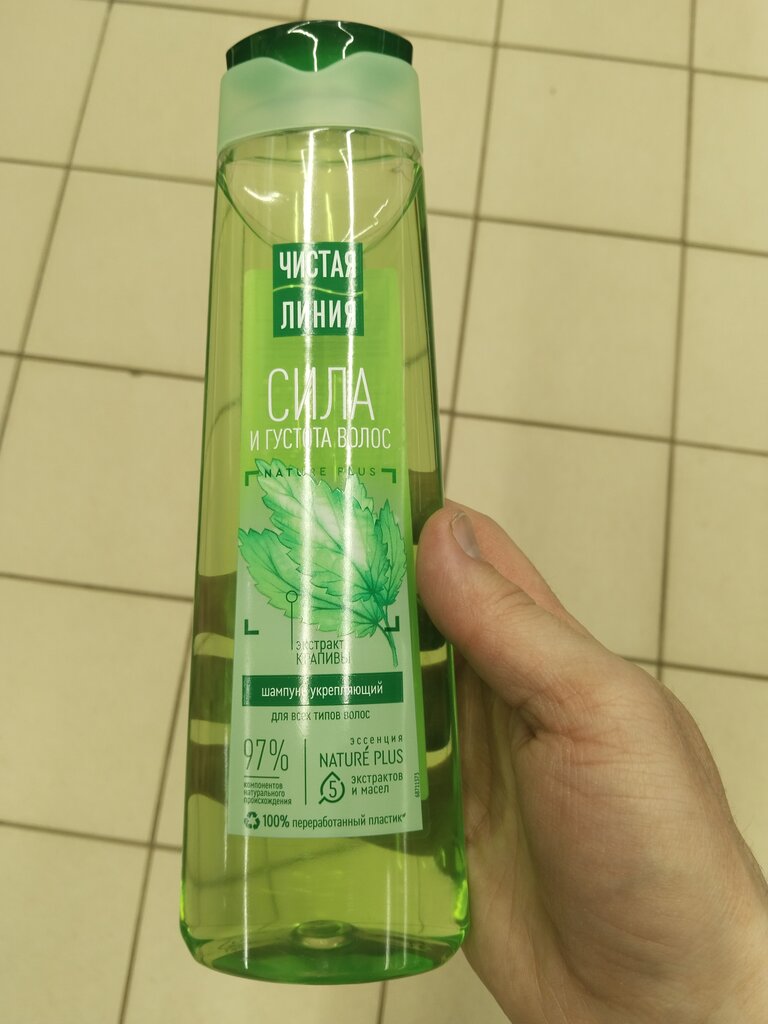 ЧИСТАЯ
ЛИНИЯ
СИЛА
И ГУСТОТА ВОЛОС
NATURE PLUS
экстракт
КРАПИВЫ
шампунь укрепляющий
для всех типов волос
97%
компонентов
натурального
происхождения
эссенция
NATURÉ PLUS
5 экстрактов
и масел
100% переработанный пластик